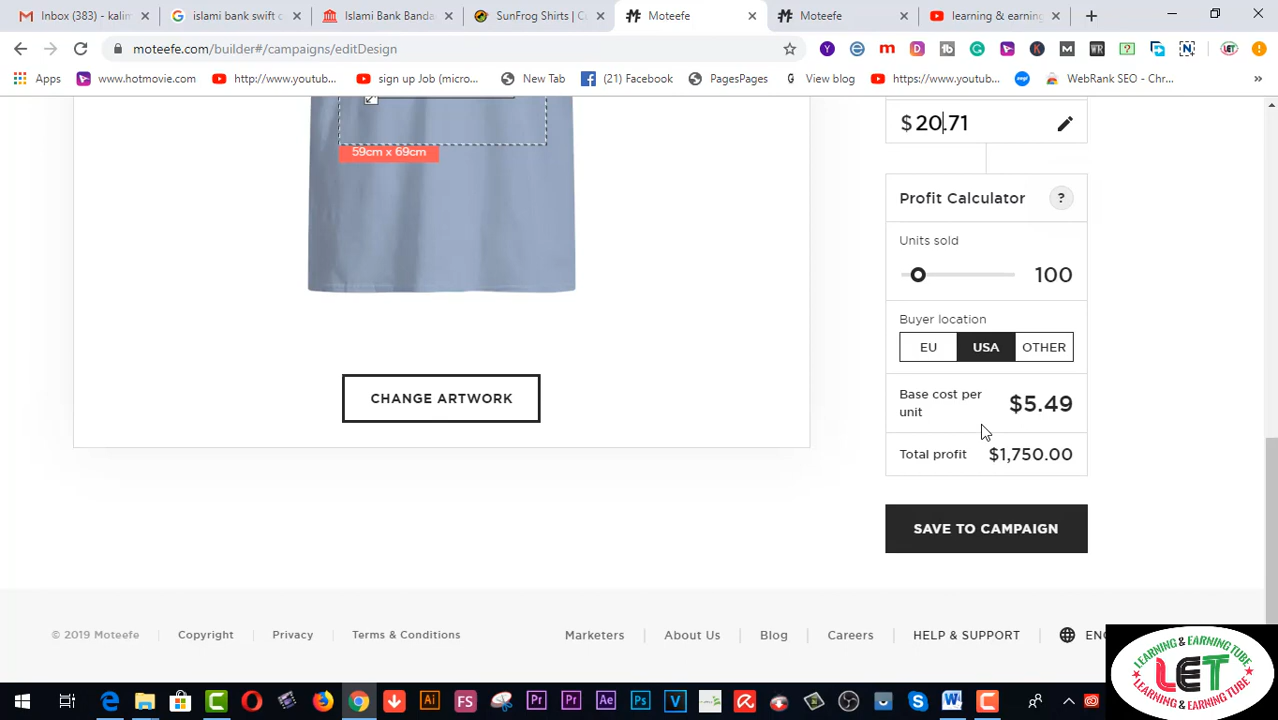 Inbox (383) - kalim
islami bank swift c
Islami Bank Banda
SunFrog Shirts | C
Moteefe
Moteefe
learning & earning
moteefe.com/builder#/campaigns/editDesign
Apps
www.hotmovie.com
http://www.youtub...
sign up Job (micro...
New Tab
(21) Facebook
PagesPages
View blog
https://www.youtub...
WebRank SEO - Chr...
$ 20.71
59cm x 69cm
Profit Calculator ?
Units sold
100
Buyer location
EU USA OTHER
Base cost per unit
$5.49
Total profit $1,750.00
CHANGE ARTWORK
SAVE TO CAMPAIGN
© 2019 Moteefe
Copyright
Privacy
Terms & Conditions
Marketers
About Us
Blog
Careers
HELP & SUPPORT
LEARNING & EARNING TUBE
LET
LEARNING & EARNING TUBE